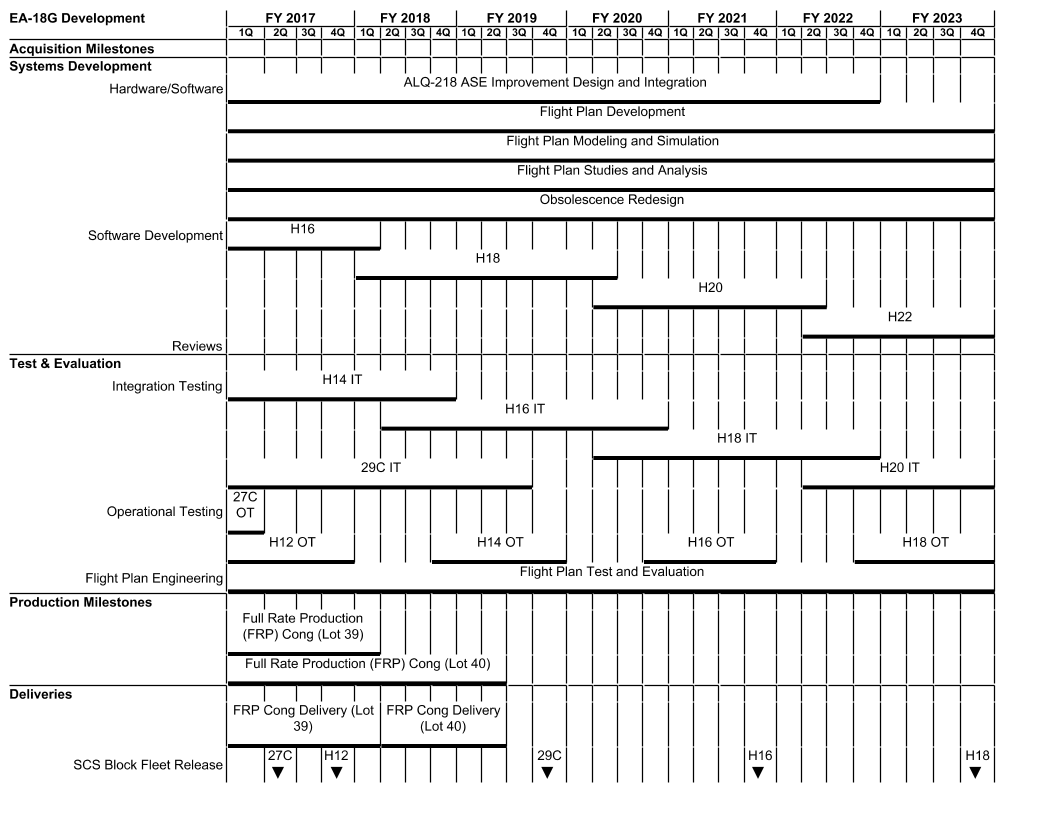 EA-18G Development FY 2017 FY 2018 FY 2019 FY 2020 FY 2021 FY 2022 FY 2023
1Q 2Q 3Q 4Q 1Q 2Q 3Q 4Q 1Q 2Q 3Q 4Q 1Q 2Q 3Q 4Q 1Q 2Q 3Q 4Q 1Q 2Q 3Q 4Q 1Q 2Q 3Q 4Q
Acquisition Milestones
Systems Development
Hardware/Software ALQ-218 ASE Improvement Design and Integration
Flight Plan Development
Flight Plan Modeling and Simulation
Flight Plan Studies and Analysis
Obsolescence Redesign
Software Development H16
H18
H20
H22
Reviews
Test & Evaluation
Integration Testing H14 IT
H16 IT
H18 IT
29C IT H20 IT
27C
OT
Operational Testing
H12 OT H14 OT H16 OT H18 OT
Flight Plan Engineering Flight Plan Test and Evaluation
Production Milestones
Full Rate Production
(FRP) Cong (Lot 39)
Full Rate Production (FRP) Cong (Lot 40)
Deliveries
FRP Cong Delivery (Lot
39)
FRP Cong Delivery
(Lot 40)
SCS Block Fleet Release 27C H12 29C H16 H18